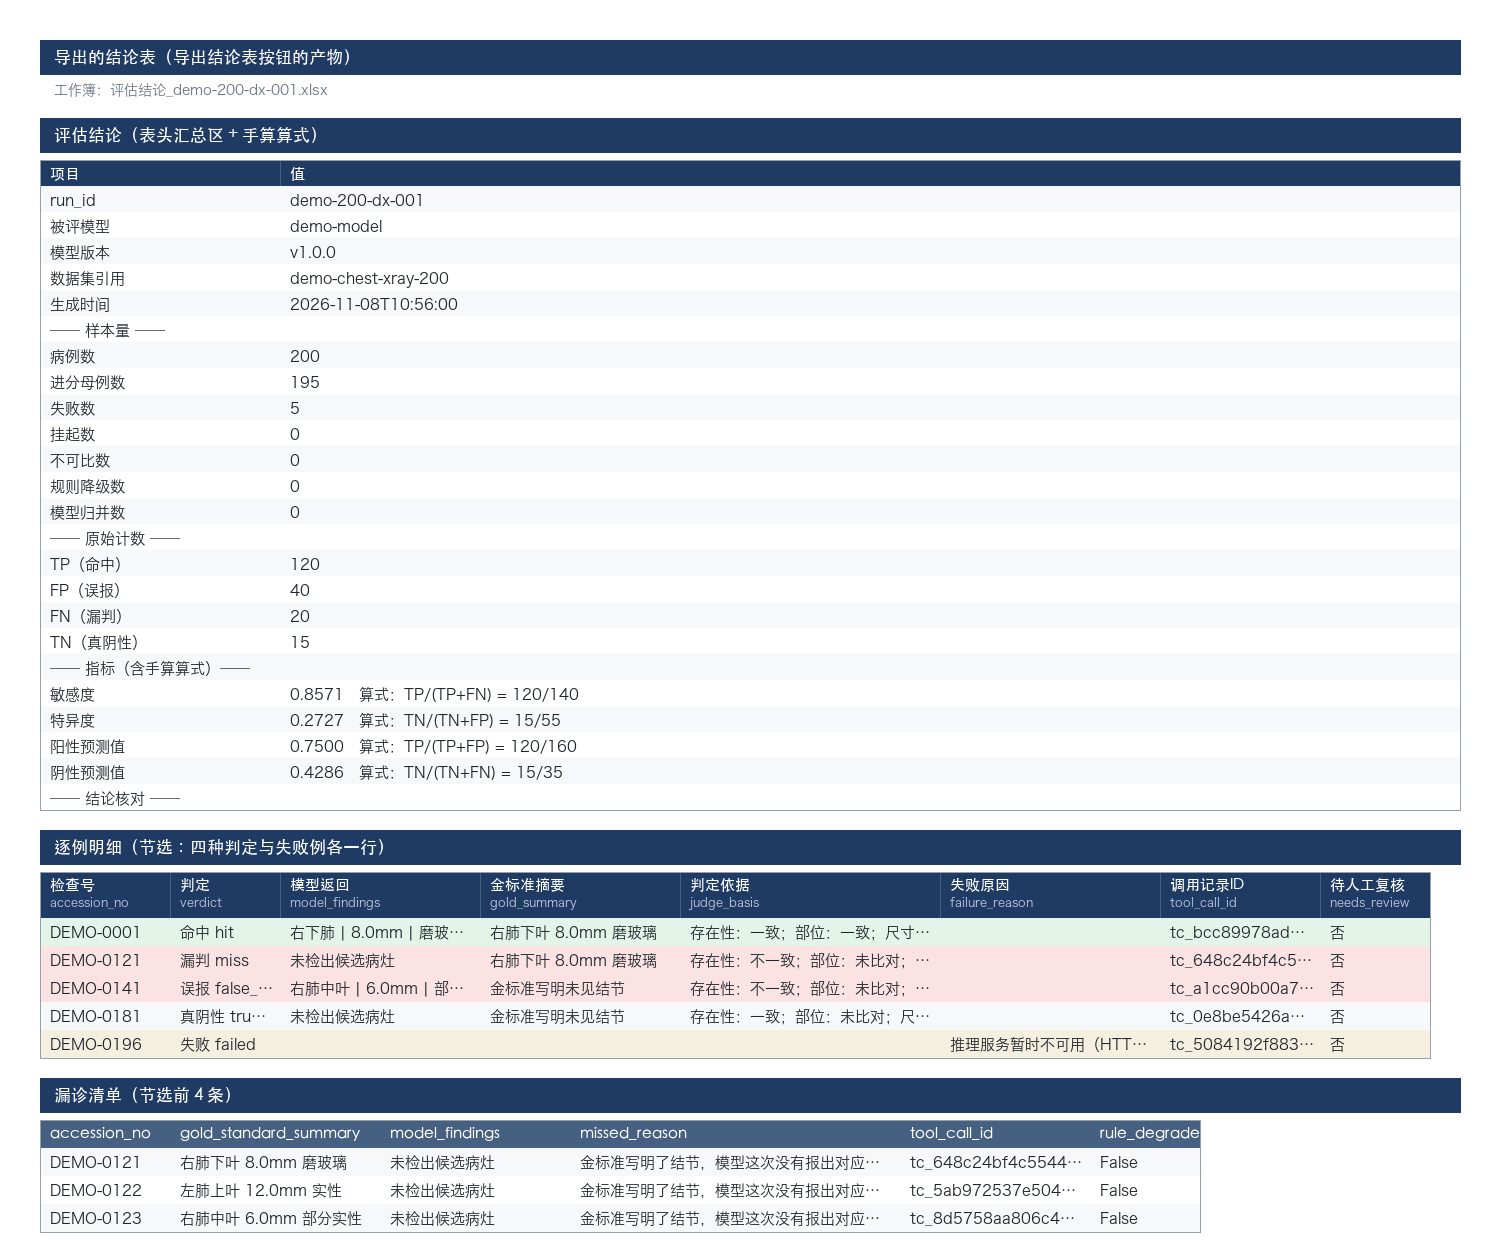 导出的结论表（导出结论表按钮的产物）
工作簿：评估结论_demo-200-dx-001.xlsx
评估结论（表头汇总区 + 手算算式）
项目 值
run_id demo-200-dx-001
被评模型 demo-model
模型版本 v1.0.0
数据集引用 demo-chest-xray-200
生成时间 2026-11-08T10:56:00
—— 样本量 ——
病例数 200
进分母例数 195
失败数 5
挂起数 0
不可比数 0
规则降级数 0
模型归并数 0
—— 原始计数 ——
TP（命中） 120
FP（误报） 40
FN（漏判） 20
TN（真阴性） 15
—— 指标（含手算算式）——
敏感度 0.8571 算式：TP/(TP+FN) = 120/140
特异度 0.2727 算式：TN/(TN+FP) = 15/55
阳性预测值 0.7500 算式：TP/(TP+FP) = 120/160
阴性预测值 0.4286 算式：TN/(TN+FN) = 15/35
—— 结论核对 ——
逐例明细（节选：四种判定与失败例各一行）
检查号 判定 模型返回 金标准摘要 判定依据 失败原因 调用记录ID 待人工复核
accession_no verdict model_findings gold_summary judge_basis failure_reason tool_call_id needs_review
DEMO-0001 命中 hit 右下肺 | 8.0mm | 磨玻… 右肺下叶 8.0mm 磨玻璃 存在性：一致；部位：一致；尺寸… tc_bcc89978ad… 否
DEMO-0121 漏判 miss 未检出候选病灶 右肺下叶 8.0mm 磨玻璃 存在性：不一致；部位：未比对；… tc_648c24bf4c5… 否
DEMO-0141 误报 false_… 右肺中叶 | 6.0mm | 部… 金标准写明未见结节 存在性：不一致；部位：未比对；… tc_a1cc90b00a7… 否
DEMO-0181 真阴性 tru… 未检出候选病灶 金标准写明未见结节 存在性：一致；部位：未比对；尺… tc_0e8be5426a… 否
DEMO-0196 失败 failed 推理服务暂时不可用（HTT… tc_5084192f883… 否
漏诊清单（节选前 4 条）
accession_no gold_standard_summary model_findings missed_reason tool_call_id rule_degrade
DEMO-0121 右肺下叶 8.0mm 磨玻璃 未检出候选病灶 金标准写明了结节，模型这次没有报出对应… tc_648c24bf4c5544… False
DEMO-0122 左肺上叶 12.0mm 实性 未检出候选病灶 金标准写明了结节，模型这次没有报出对应… tc_5ab972537e504… False
DEMO-0123 右肺中叶 6.0mm 部分实性 未检出候选病灶 金标准写明了结节，模型这次没有报出对应… tc_8d5758aa806c4… False